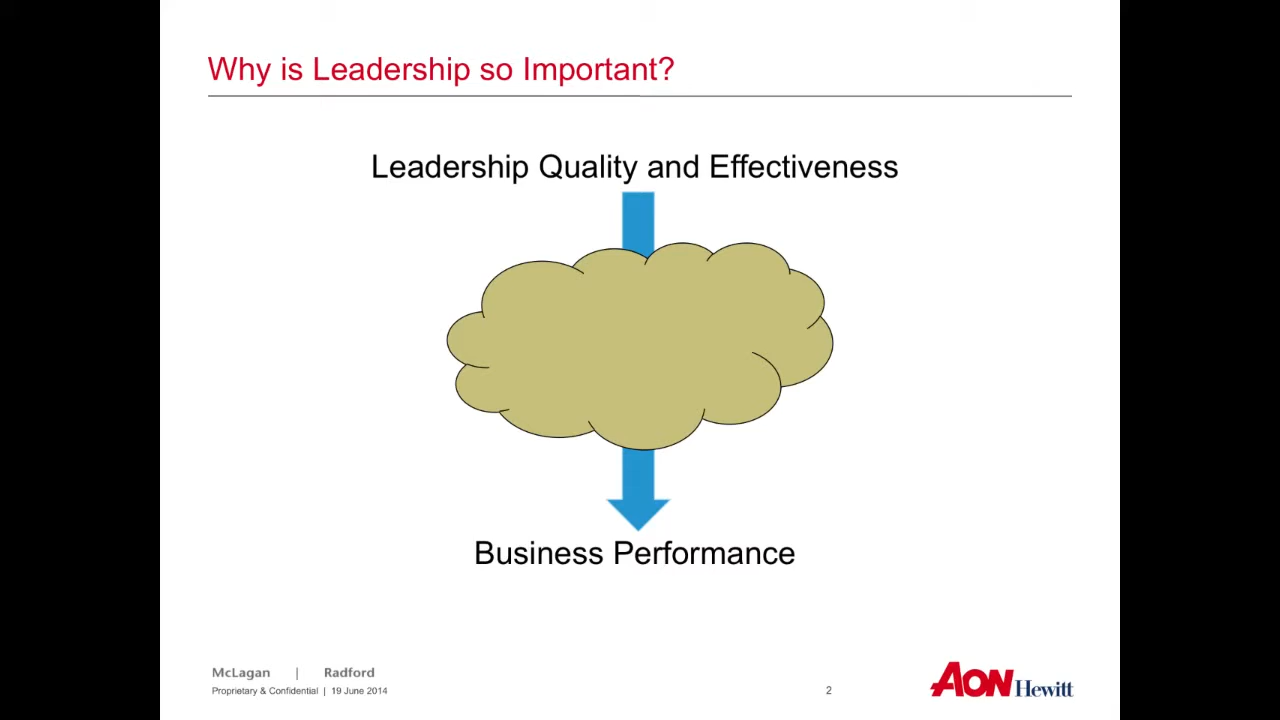 Why is Leadership so Important?
Leadership Quality and Effectiveness
Business Performance
McLagan | Radford
Proprietary & Confidential | 19 June 2014
2
AON Hewitt